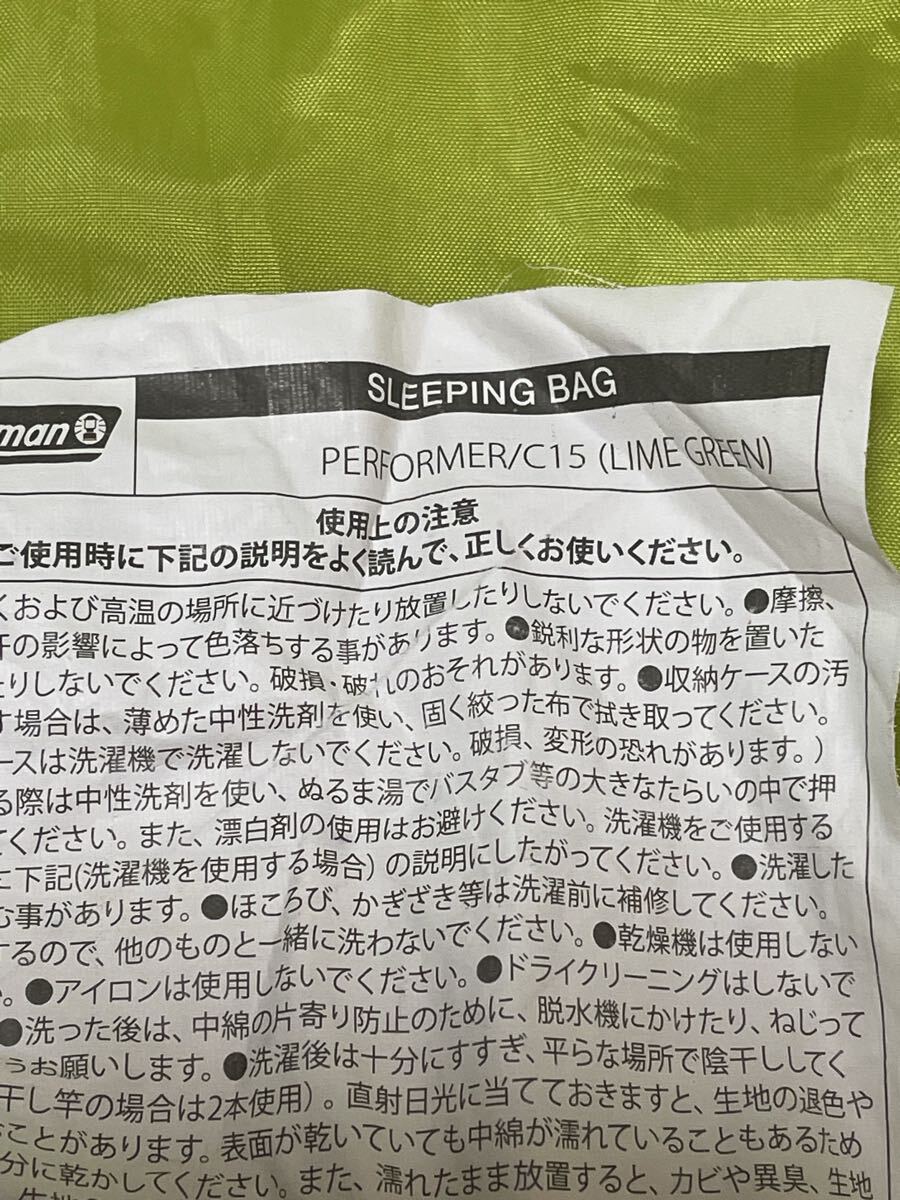 SLEEPING BAG
man
PERFORMER/C15 (LIME GREEN)
使用上の注意
ご使用時に下記の説明をよく読んで、正しくお使いください。
くおよび高温の場所に近づけたり放置したりしないでください。●摩擦、
汗の影響によって色落ちする事があります。●鋭利な形状の物を置いた
たりしないでください。破損・破れのおそれがあります。●収納ケースの汚
す場合は、薄めた中性洗剤を使い、固く絞った布で拭き取ってください。
ースは洗濯機で洗濯しないでください。破損、変形の恐れがあります。）
る際は中性洗剤を使い、ぬるま湯でバスタブ等の大きなたらいの中で押
てください。また、漂白剤の使用はお避けください。洗濯機をご使用する
に下記(洗濯機を使用する場合) の説明にしたがってください。●洗濯した
む事があります。●ほころび、かぎざき等は洗濯前に補修してください。
するので、他のものと一緒に洗わないでください。●乾燥機は使用しない
い。●アイロンは使用しないでください。●ドライクリーニングはしないで
●洗った後は、中綿の片寄り防止のために、脱水機にかけたり、ねじって
うお願いします。●洗濯後は十分にすすぎ、平らな場所で陰干ししてく
干し竿の場合は2本使用）。直射日光に当てておきますと、生地の退色や
ことがあります。表面が乾いていても中綿が濡れていることもあるため
分に乾かしてください。また、濡れたまま放置すると、カビや異臭、生地